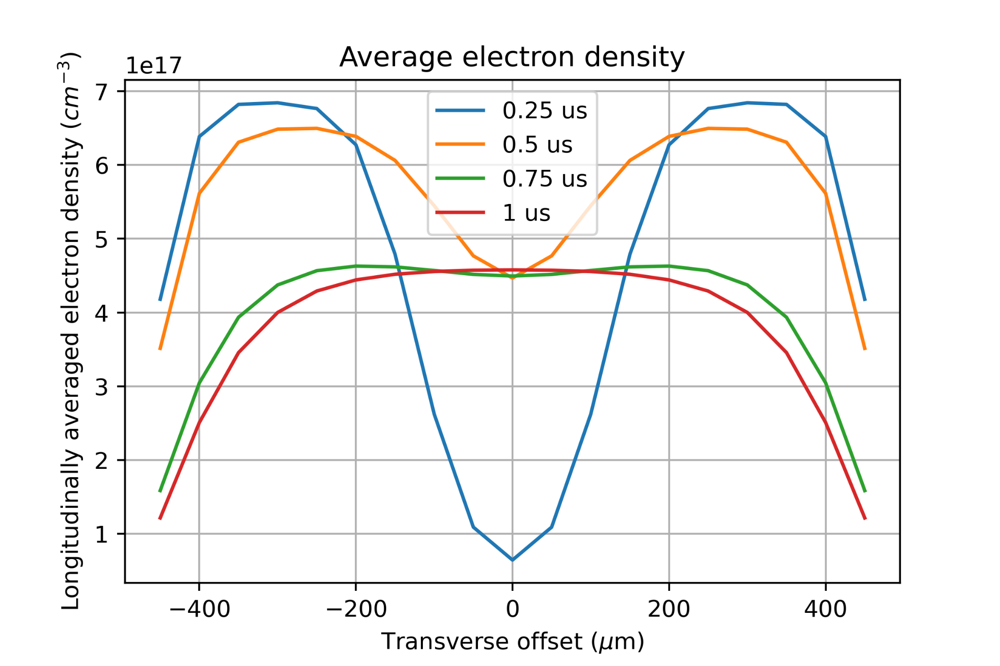 Average electron density
1e17
Longitudinally averaged electron density (cm⁻³)
7
6
5
4
3
2
1
0.25 us
0.5 us
0.75 us
1 us
−400
−200
0
200
400
Transverse offset (μm)